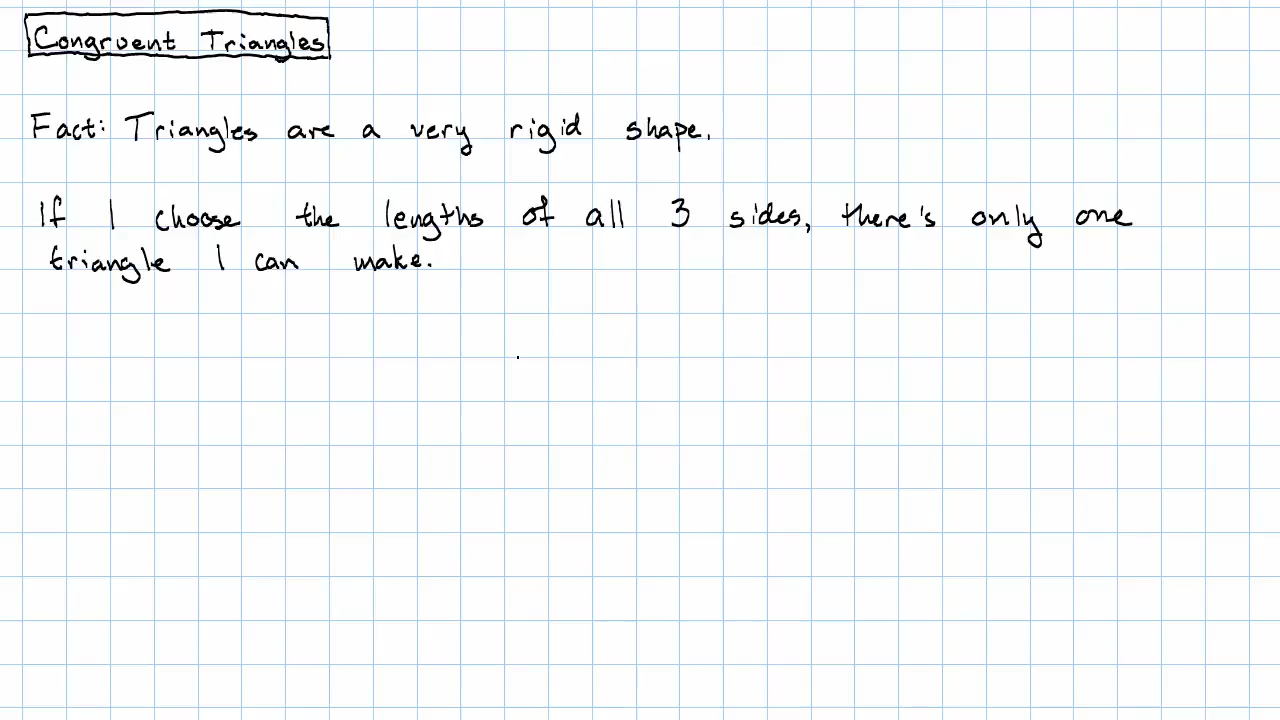 Congruent Triangles
Fact: Triangles are a very rigid shape.
If I choose the lengths of all 3 sides, there's only one
triangle I can make.